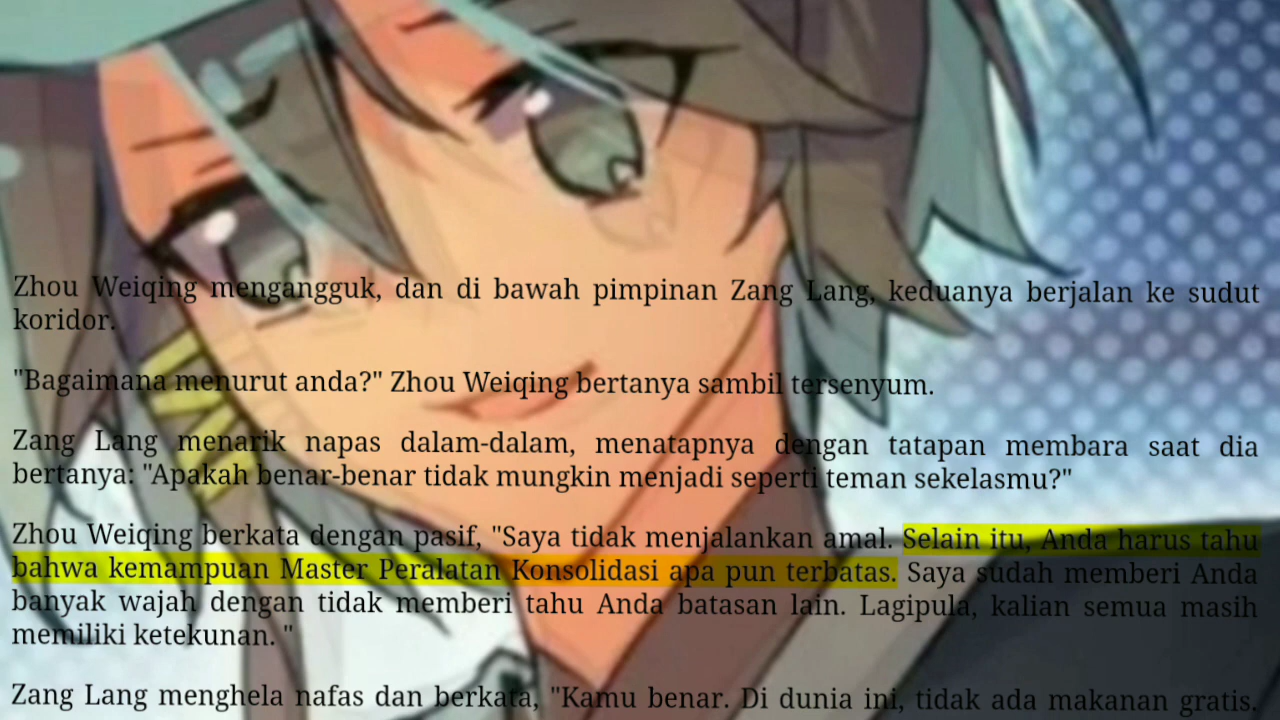 Zhou Weiqing mengangguk, dan di bawah pimpinan Zang Lang, keduanya berjalan ke sudut
koridor.
"Bagaimana menurut anda?" Zhou Weiqing bertanya sambil tersenyum.
Zang Lang menarik napas dalam-dalam, menatapnya dengan tatapan membara saat dia
bertanya: "Apakah benar-benar tidak mungkin menjadi seperti teman sekelasmu?"
Zhou Weiqing berkata dengan pasif, "Saya tidak menjalankan amal. Selain itu, Anda harus tahu
bahwa kemampuan Master Peralatan Konsolidasi apa pun terbatas. Saya sudah memberi Anda
banyak wajah dengan tidak memberi tahu Anda batasan lain. Lagipula, kalian semua masih
memiliki ketekunan. "
Zang Lang menghela nafas dan berkata, "Kamu benar. Di dunia ini, tidak ada makanan gratis.